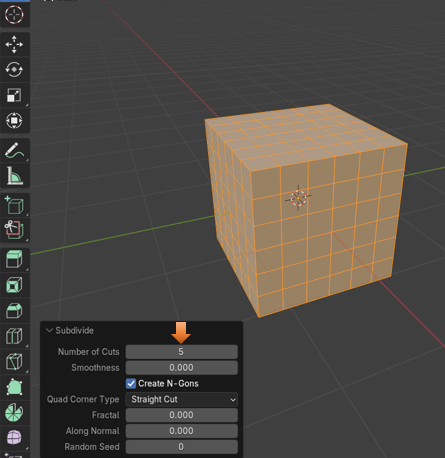 Subdivide
Number of Cuts 5
Smoothness 0.000
Create N-Gons
Quad Corner Type Straight Cut
Fractal 0.000
Along Normal 0.000
Random Seed 0